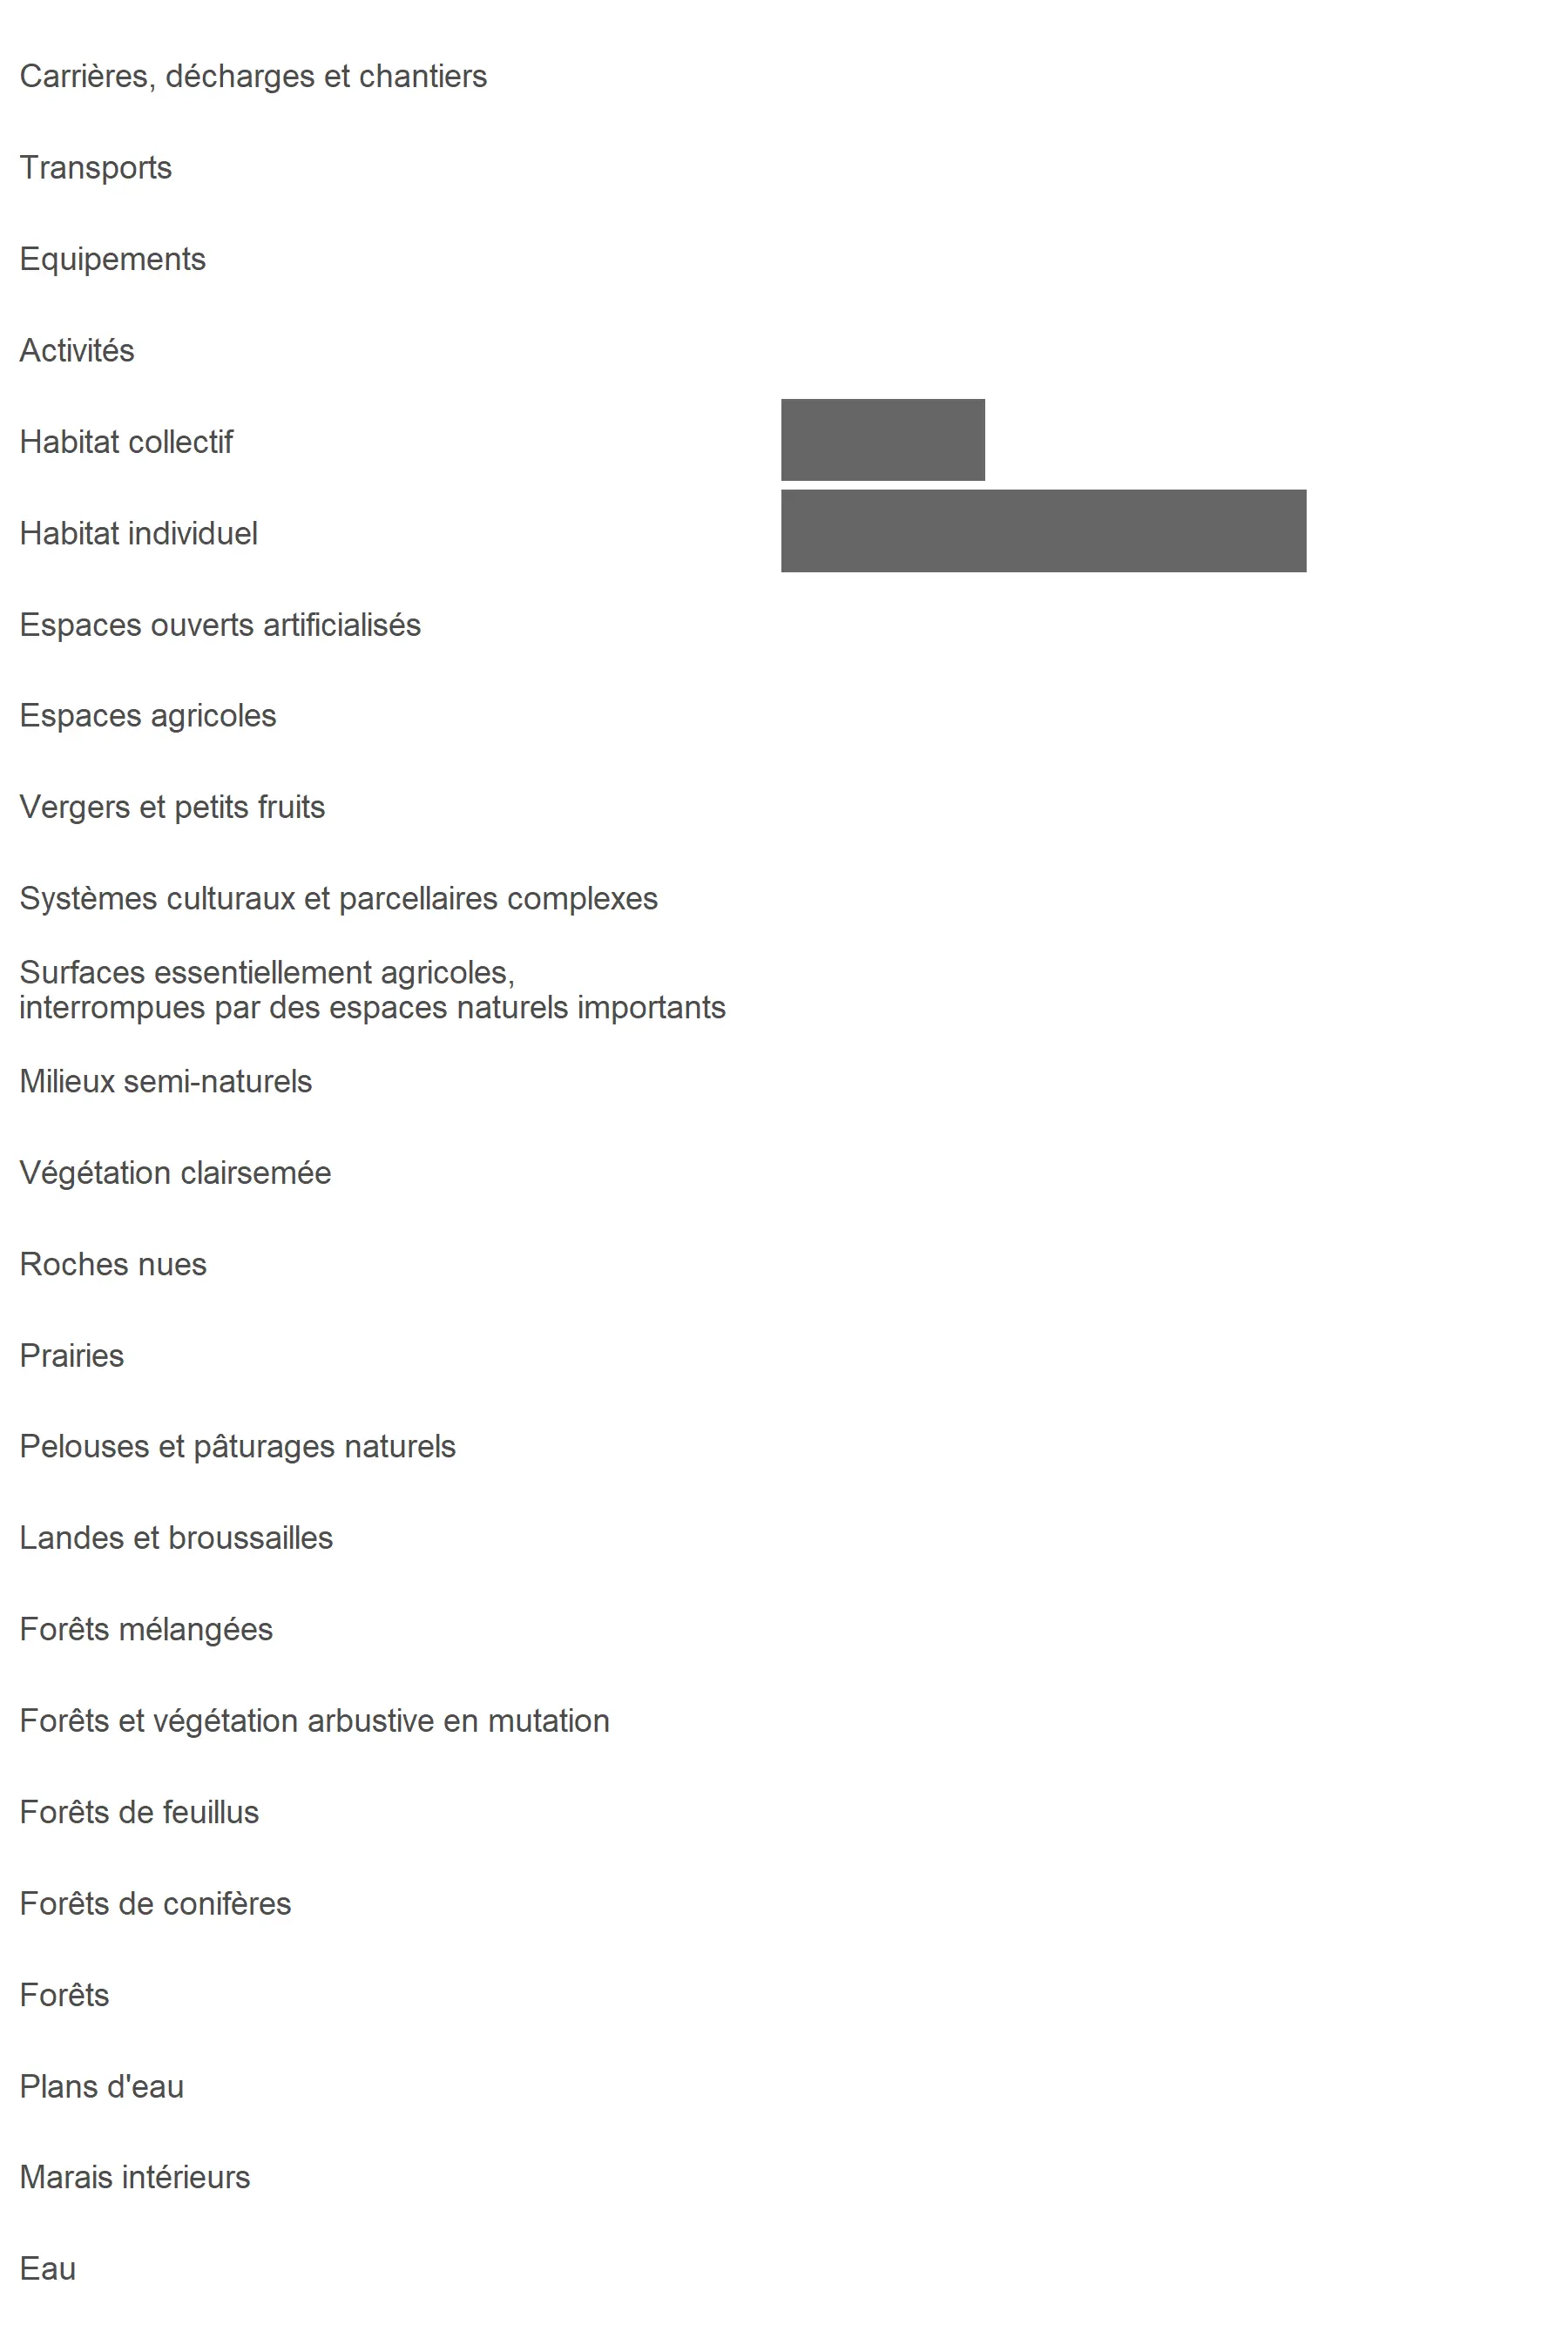 Carrières, décharges et chantiers
Transports
Equipements
Activités
Habitat collectif
Habitat individuel
Espaces ouverts artificialisés
Espaces agricoles
Vergers et petits fruits
Systèmes culturaux et parcellaires complexes
Surfaces essentiellement agricoles,
interrompues par des espaces naturels importants
Milieux semi-naturels
Végétation clairsemée
Roches nues
Prairies
Pelouses et pâturages naturels
Landes et broussailles
Forêts mélangées
Forêts et végétation arbustive en mutation
Forêts de feuillus
Forêts de conifères
Forêts
Plans d'eau
Marais intérieurs
Eau